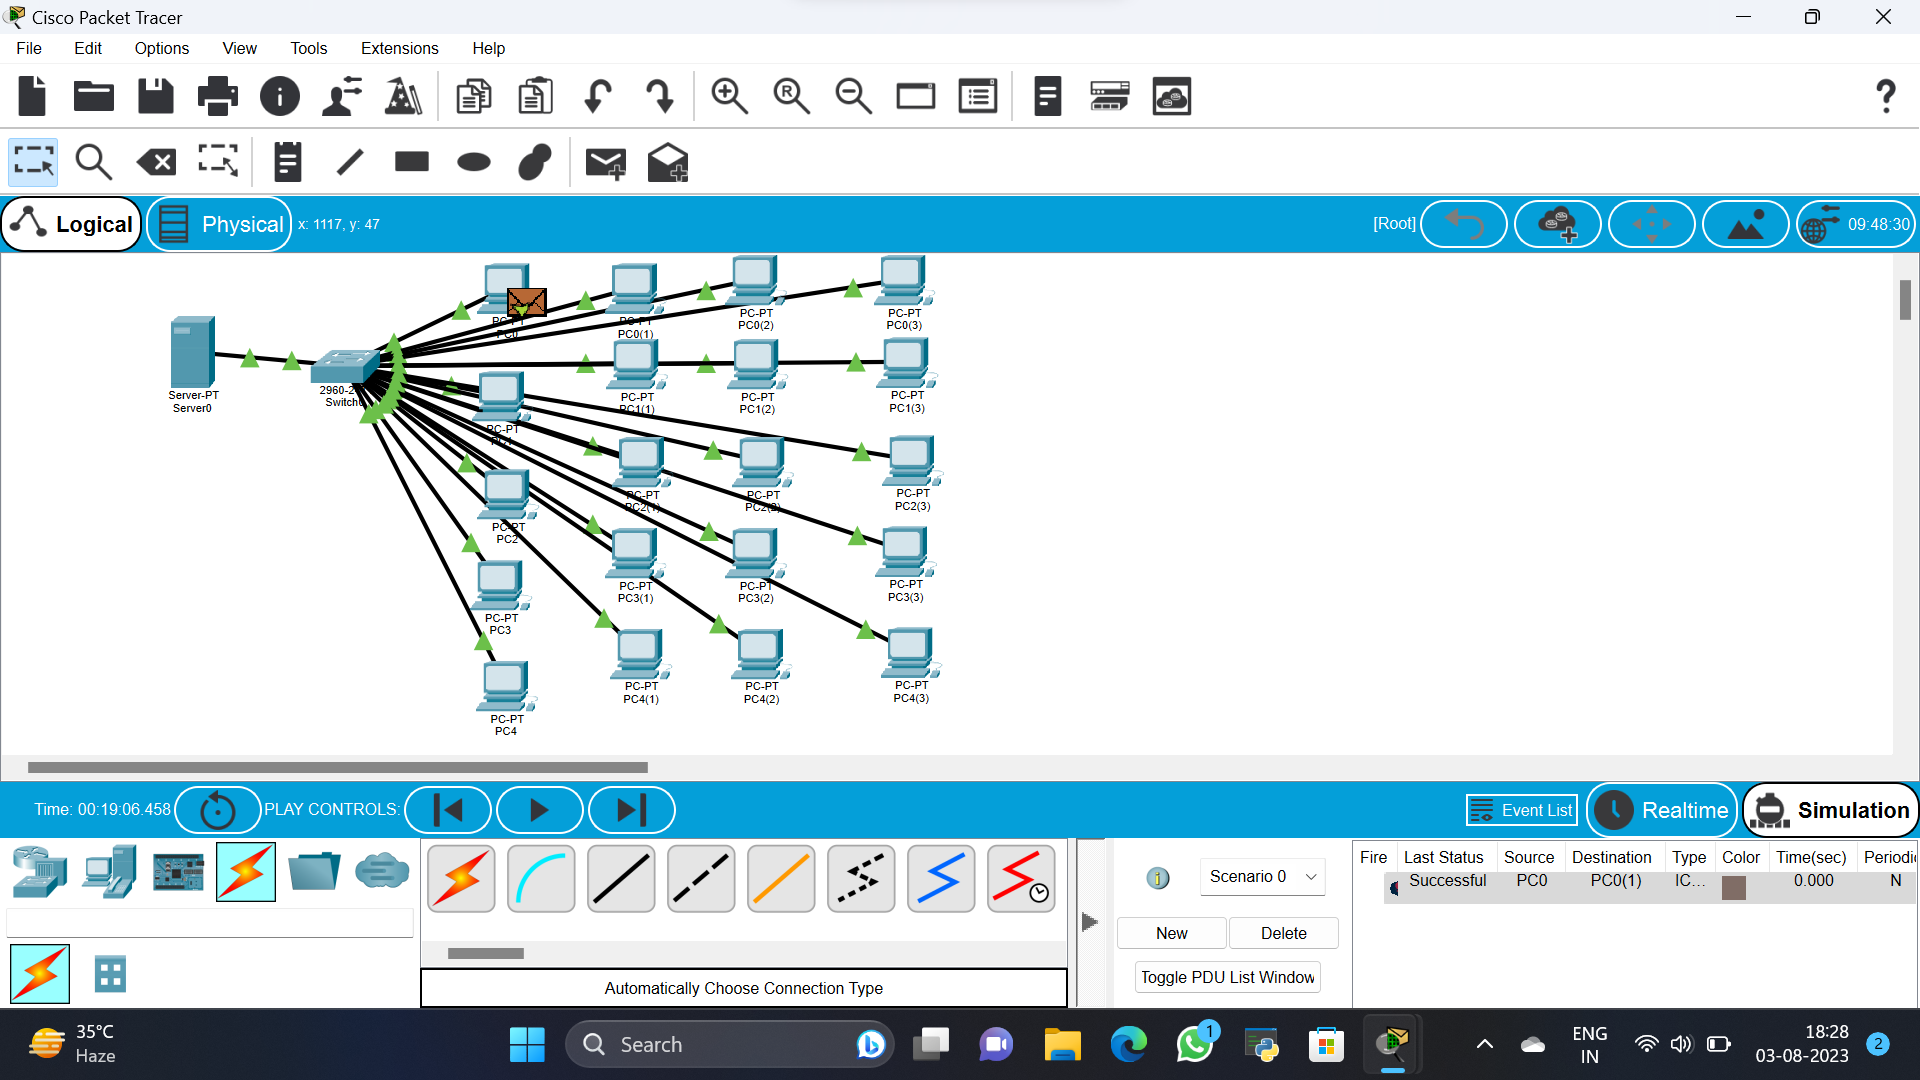 Cisco Packet Tracer
File Edit Options View Tools Extensions Help
Logical Physical x: 1117, y: 47 [Root] 09:48:30
PC-PT
PC0
PC-PT
PC0(1)
PC-PT
PC0(2)
PC-PT
PC0(3)
Server-PT
Server0
2960-2
Switch0
PC-PT
PC1
PC-PT
PC1(1)
PC-PT
PC1(2)
PC-PT
PC1(3)
PC-PT
PC2
PC-PT
PC2(1)
PC-PT
PC2(2)
PC-PT
PC2(3)
PC-PT
PC3
PC-PT
PC3(1)
PC-PT
PC3(2)
PC-PT
PC3(3)
PC-PT
PC4
PC-PT
PC4(1)
PC-PT
PC4(2)
PC-PT
PC4(3)
Time: 00:19:06.458 PLAY CONTROLS: Event List Realtime Simulation
Scenario 0
New Delete
Toggle PDU List Window
Fire Last Status Source Destination Type Color Time(sec) Periodic
Successful PC0 PC0(1) IC... 0.000 N
Automatically Choose Connection Type
35°C
Haze
Search
1
ENG
IN
18:28
03-08-2023
2